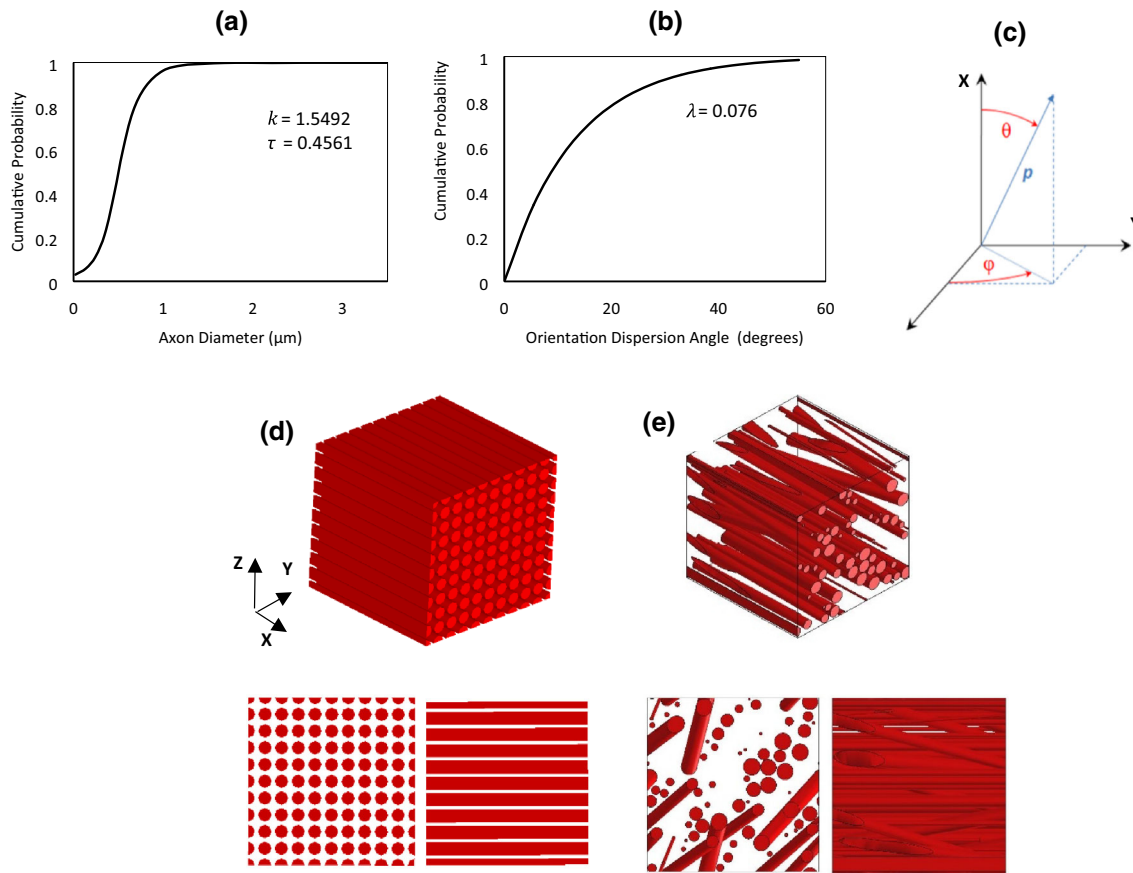 (a)
Cumulative Probability
1
0.8
0.6
0.4
0.2
0
0
1
2
3
k = 1.5492
τ = 0.4561
Axon Diameter (μm)
(b)
Cumulative Probability
1
0.8
0.6
0.4
0.2
0
0
20
40
60
λ = 0.076
Orientation Dispersion Angle (degrees)
(c)
X
θ
p
φ
(d)
Z
Y
X
(e)